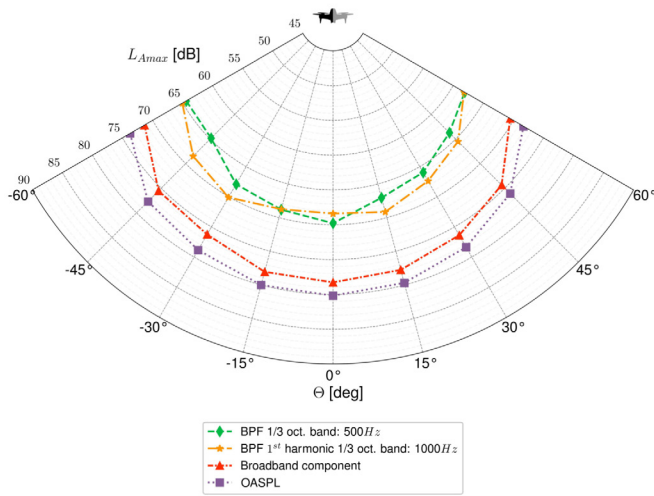 45
50
L_Amax [dB]
55
60
65
70
75
80
85
90
-60° 60°
-45° 45°
-30° 30°
-15° 15°
0°
Θ [deg]
BPF 1/3 oct. band: 500Hz
BPF 1st harmonic 1/3 oct. band: 1000Hz
Broadband component
OASPL